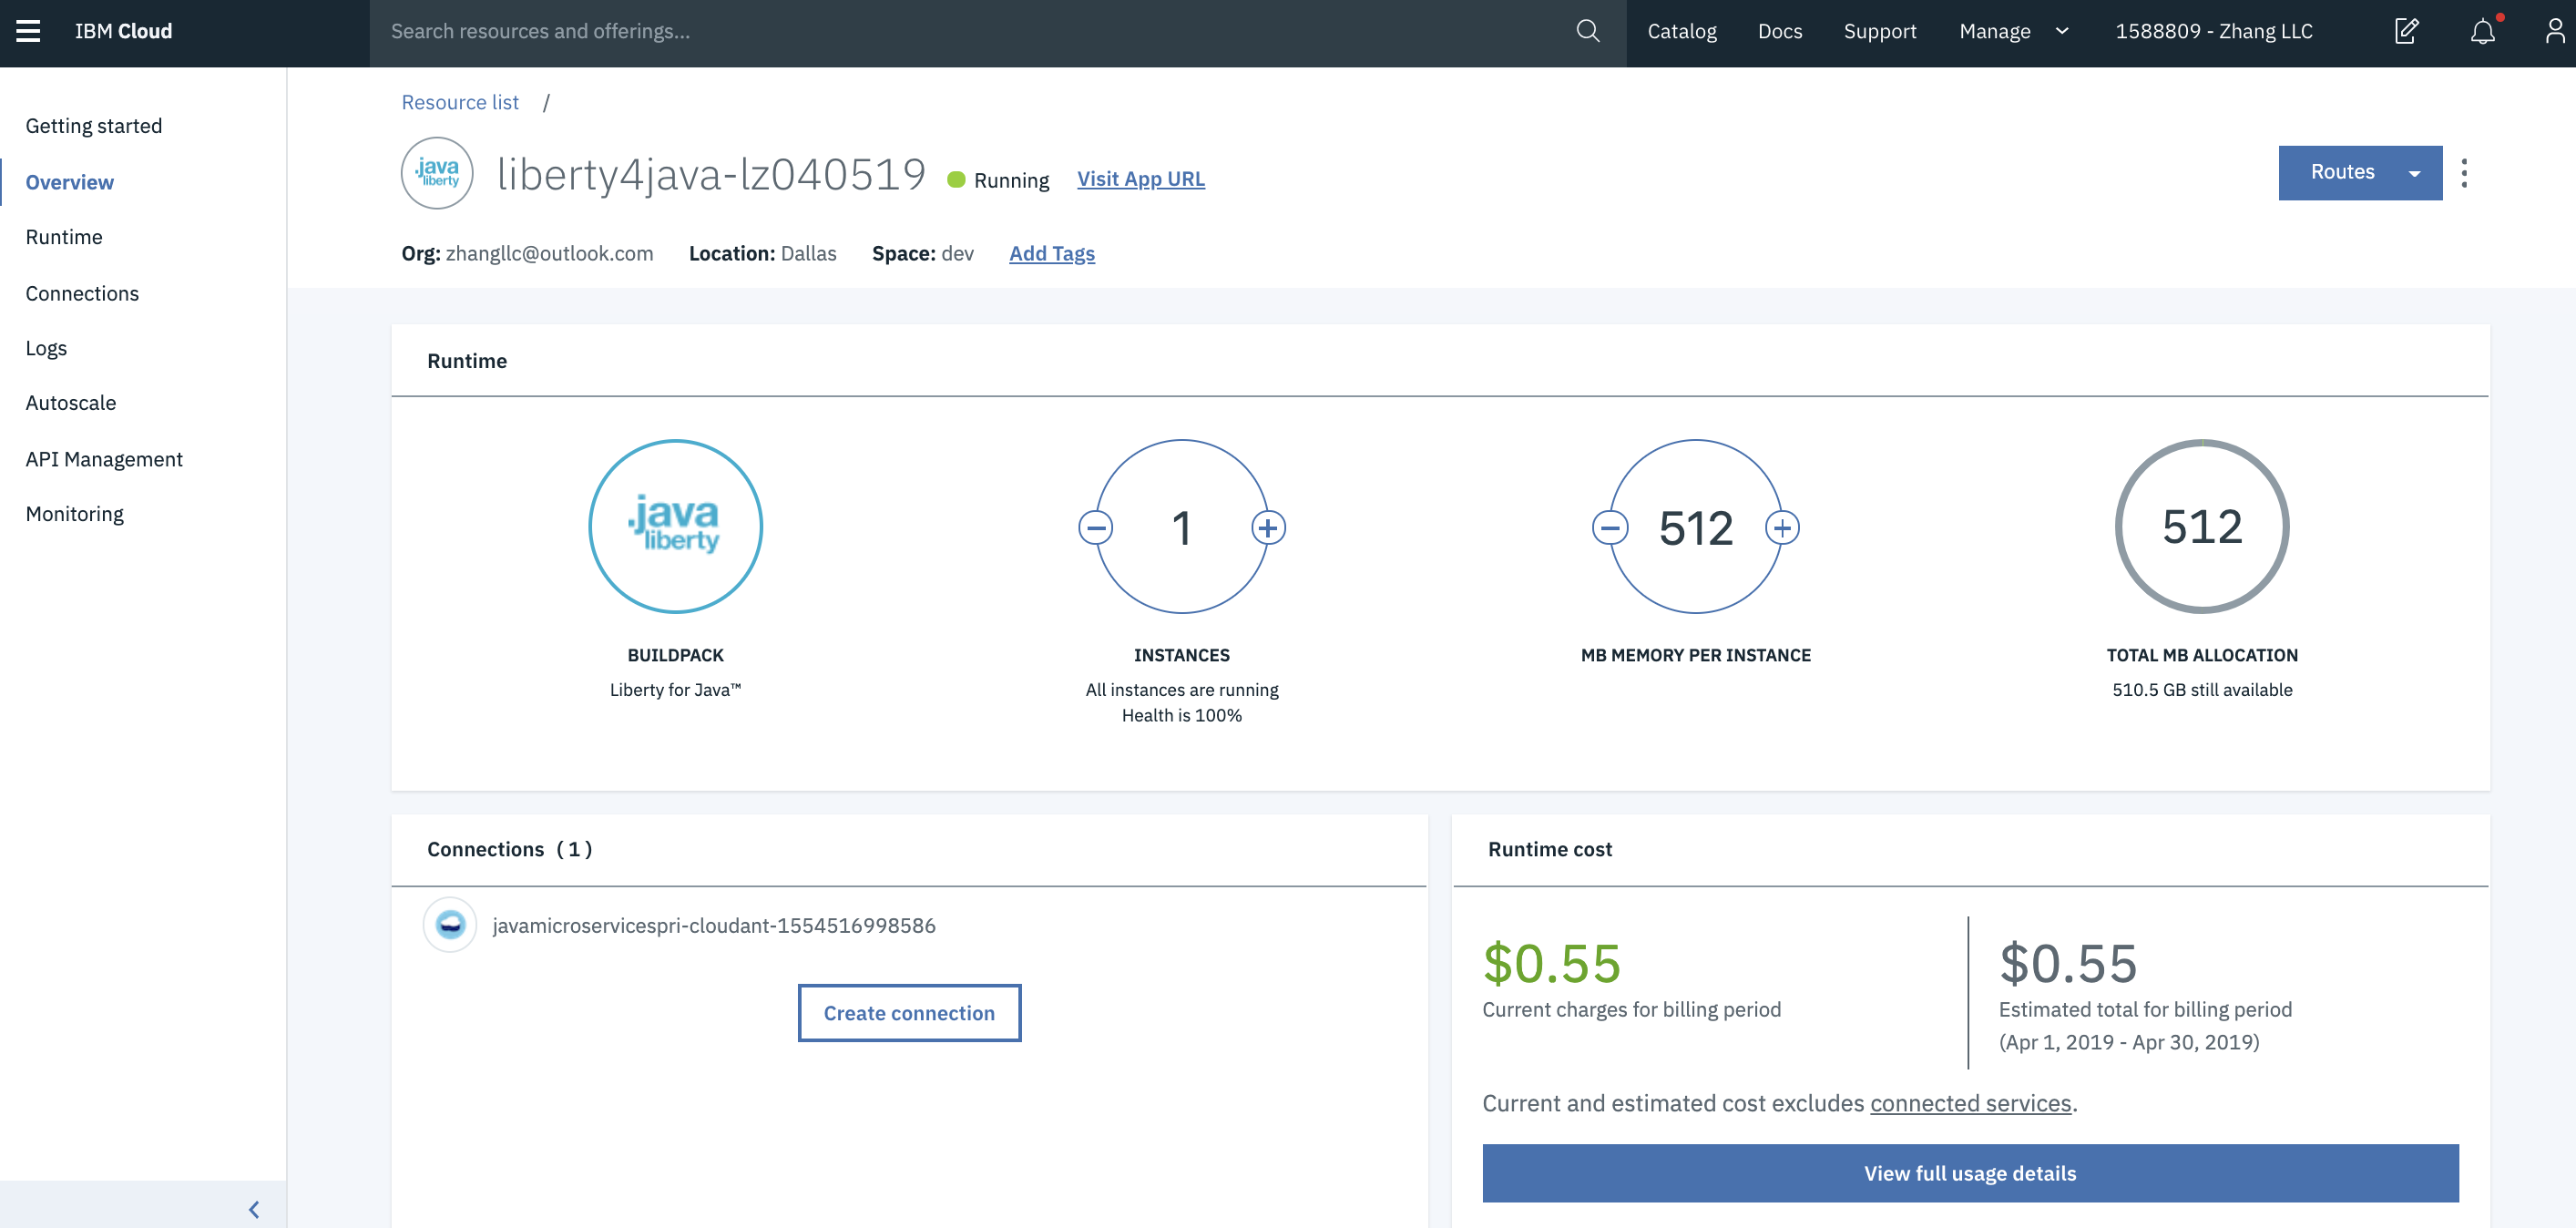 IBM Cloud
Search resources and offerings...
Catalog Docs Support Manage 1588809 - Zhang LLC
Getting started
Overview
Runtime
Connections
Logs
Autoscale
API Management
Monitoring
Resource list /
.java liberty
liberty4java-lz040519 Running Visit App URL
Routes
Org: zhangllc@outlook.com Location: Dallas Space: dev Add Tags
Runtime
.java
liberty
1
512
512
BUILDPACK
Liberty for Java™
INSTANCES
All instances are running
Health is 100%
MB MEMORY PER INSTANCE
TOTAL MB ALLOCATION
510.5 GB still available
Connections (1)
javamicroservicespri-cloudant-1554516998586
Create connection
Runtime cost
$0.55
Current charges for billing period
$0.55
Estimated total for billing period
(Apr 1, 2019 - Apr 30, 2019)
Current and estimated cost excludes connected services.
View full usage details